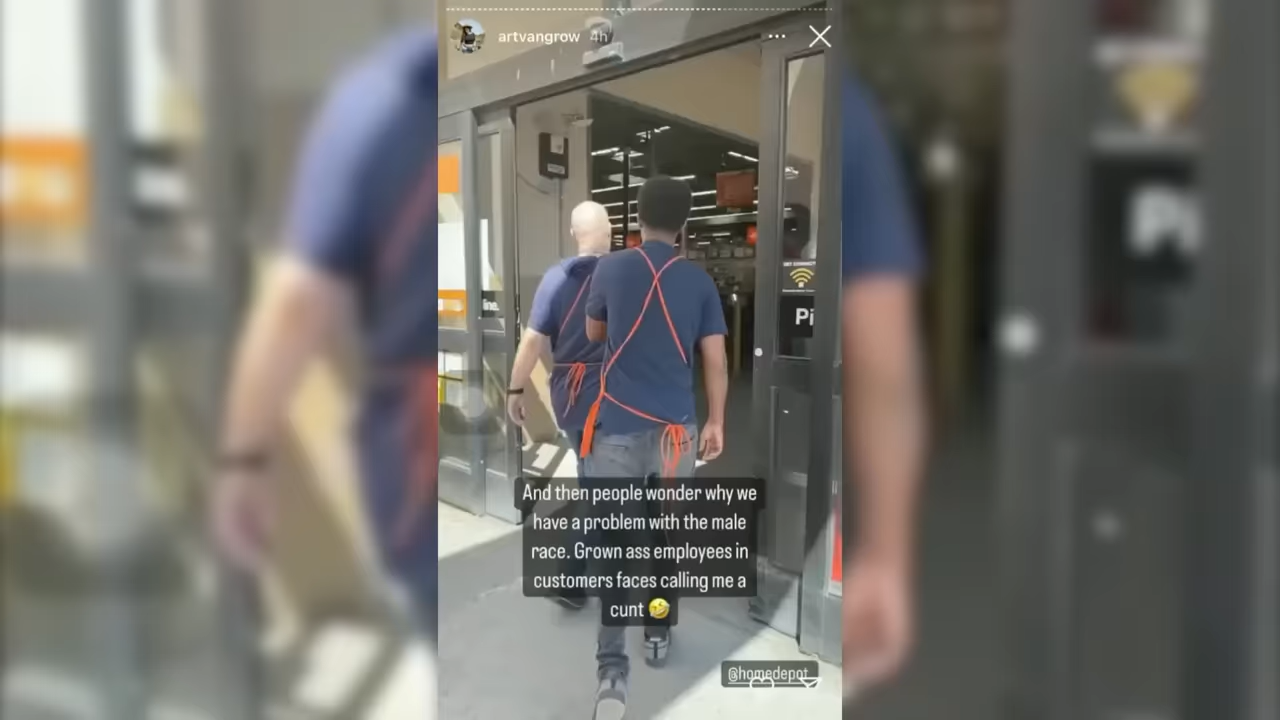 artvangrow 4h
ine.
Pi
And then people wonder why we
have a problem with the male
race. Grown ass employees in
customers faces calling me a
cunt 🤣
@homedepot